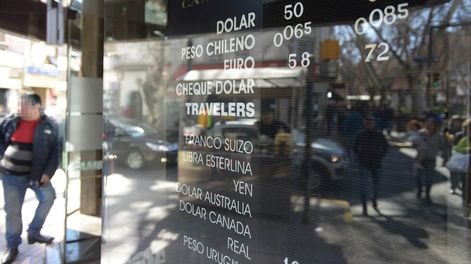 DOLAR 50
PESO CHILENO 0065 0085
EURO 58 72
CHEQUE DOLAR
TRAVELERS
FRANCO SUIZO
LIBRA ESTERLINA
YEN
DOLAR AUSTRALIA
DOLAR CANADA
REAL